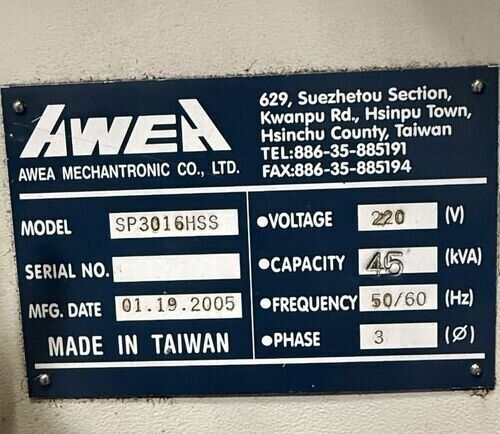 AWEA
AWEA MECHANTRONIC CO., LTD.
629, Suezhetou Section,
Kwanpu Rd., Hsinpu Town,
Hsinchu County, Taiwan
TEL:886-35-885191
FAX:886-35-885194
MODEL SP3016HSS
SERIAL NO.
MFG. DATE 01.19.2005
MADE IN TAIWAN
●VOLTAGE 220 (V)
●CAPACITY 45 (kVA)
●FREQUENCY 50/60 (Hz)
●PHASE 3 (Ø)